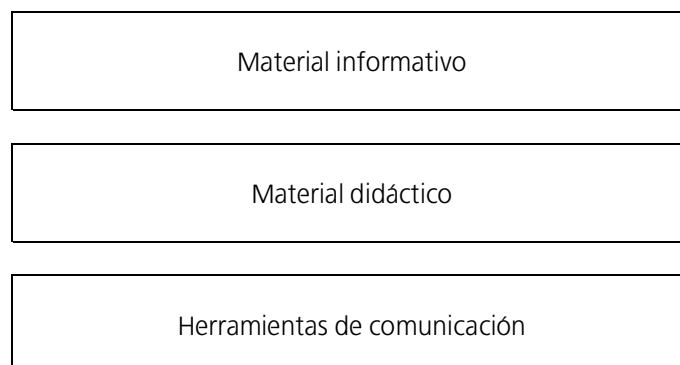 Material informativo
Material didáctico
Herramientas de comunicación